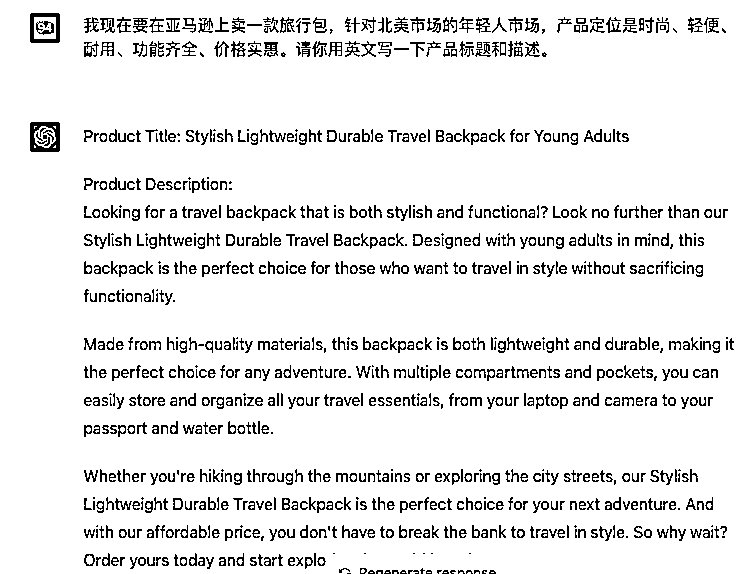 我现在要在亚马逊上卖一款旅行包，针对北美市场的年轻人市场，产品定位是时尚、轻便、
耐用、功能齐全、价格实惠。请你用英文写一下产品标题和描述。
Product Title: Stylish Lightweight Durable Travel Backpack for Young Adults
Product Description:
Looking for a travel backpack that is both stylish and functional? Look no further than our
Stylish Lightweight Durable Travel Backpack. Designed with young adults in mind, this
backpack is the perfect choice for those who want to travel in style without sacrificing
functionality.
Made from high-quality materials, this backpack is both lightweight and durable, making it
the perfect choice for any adventure. With multiple compartments and pockets, you can
easily store and organize all your travel essentials, from your laptop and camera to your
passport and water bottle.
Whether you're hiking through the mountains or exploring the city streets, our Stylish
Lightweight Durable Travel Backpack is the perfect choice for your next adventure. And
with our affordable price, you don't have to break the bank to travel in style. So why wait?
Order yours today and start explo
Regenerate response